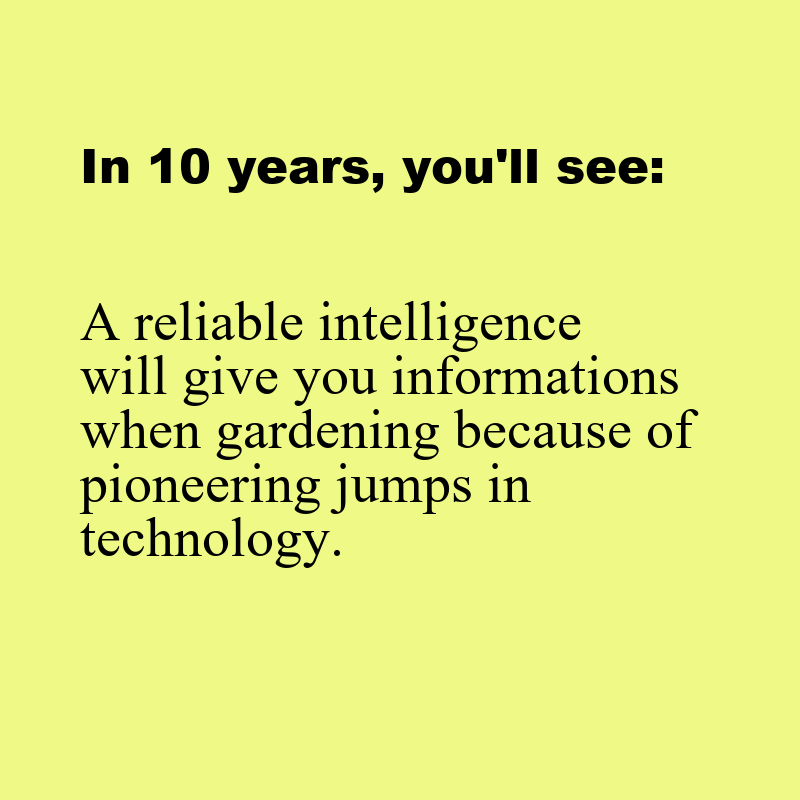 In 10 years, you'll see:
A reliable intelligence
will give you informations
when gardening because of
pioneering jumps in
technology.